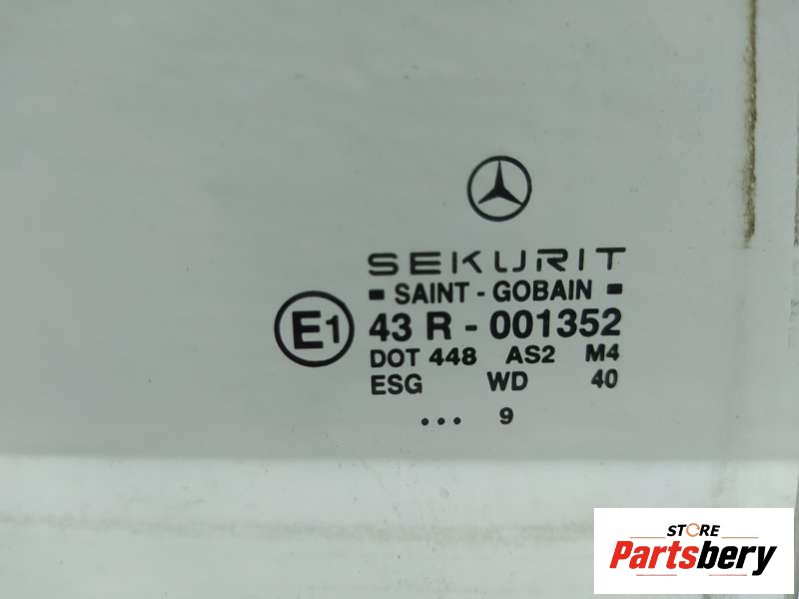 SEKURIT
SAINT - GOBAIN
E1 43 R - 001352
DOT 448 AS2 M4
ESG WD 40
... 9
STORE
Partsbery